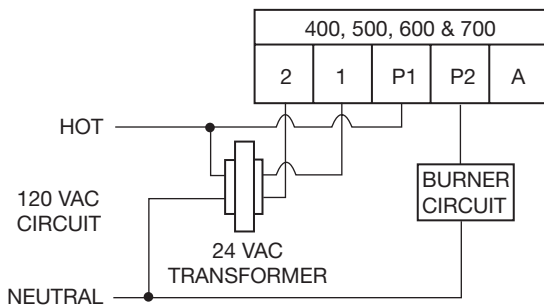 400, 500, 600 & 700
2 1 P1 P2 A
HOT
BURNER
CIRCUIT
120 VAC
CIRCUIT
24 VAC
TRANSFORMER
NEUTRAL